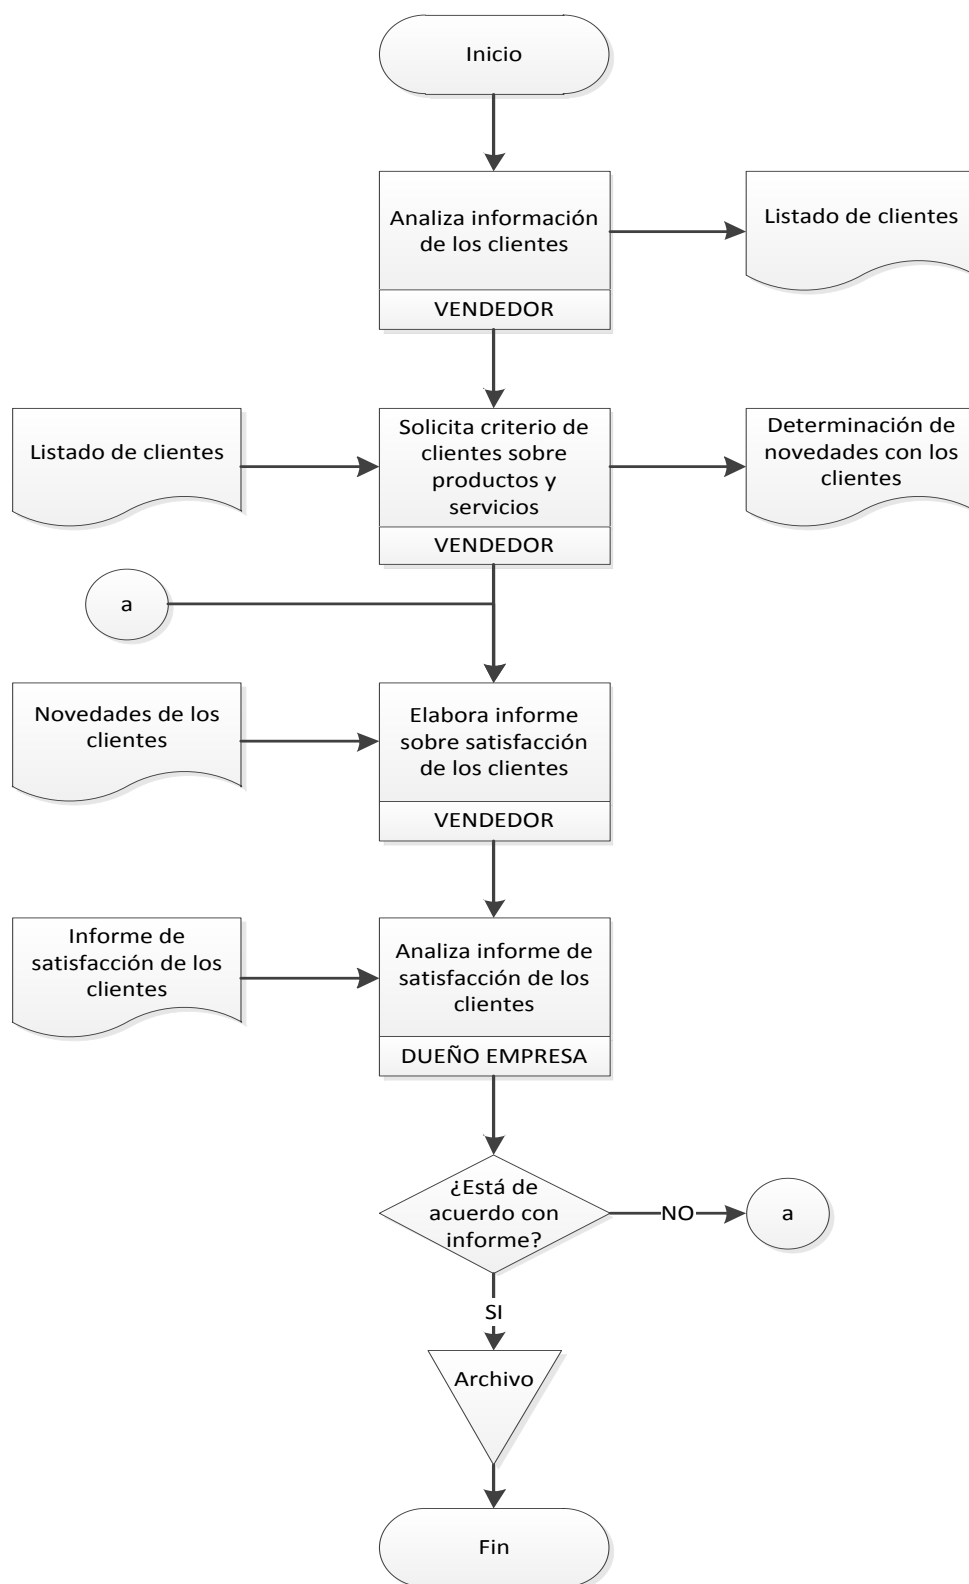 Inicio
Analiza información
de los clientes
VENDEDOR
Listado de clientes
Listado de clientes
Solicita criterio de
clientes sobre
productos y
servicios
VENDEDOR
Determinación de
novedades con los
clientes
a
Novedades de los
clientes
Elabora informe
sobre satisfacción
de los clientes
VENDEDOR
Informe de
satisfacción de los
clientes
Analiza informe de
satisfacción de los
clientes
DUEÑO EMPRESA
¿Está de
acuerdo con
informe?
NO
a
SI
Archivo
Fin